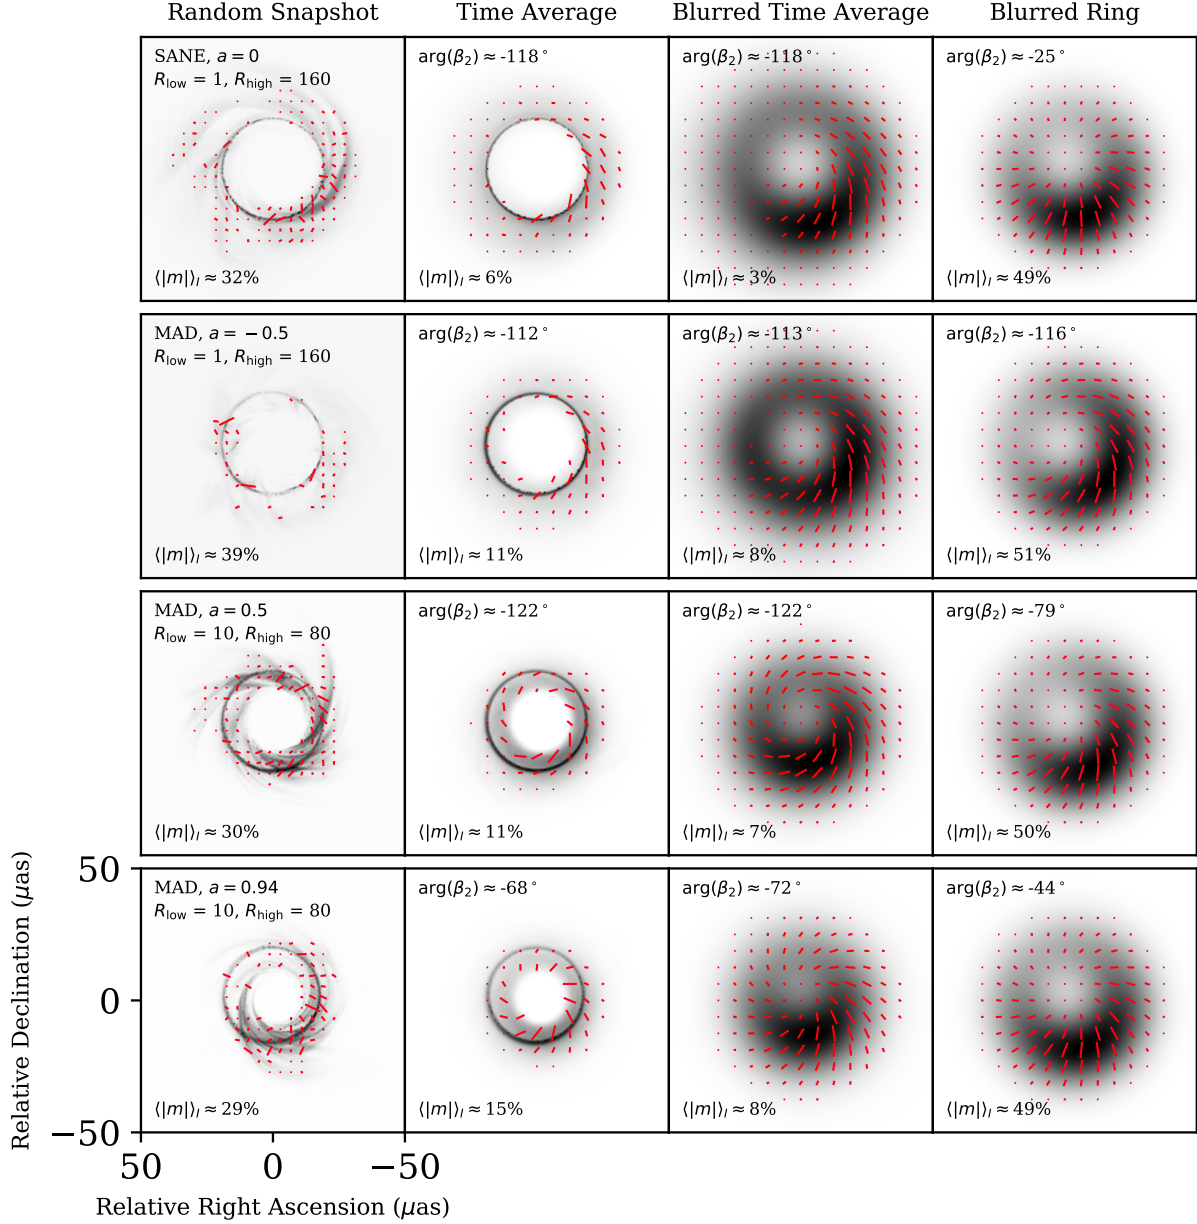 Random Snapshot
Time Average
Blurred Time Average
Blurred Ring
SANE, a = 0
R_low = 1, R_high = 160
⟨|m|⟩_I ≈ 32%
arg(β₂) ≈ -118°
⟨|m|⟩_I ≈ 6%
arg(β₂) ≈ -118°
⟨|m|⟩_I ≈ 3%
arg(β₂) ≈ -25°
⟨|m|⟩_I ≈ 49%
MAD, a = −0.5
R_low = 1, R_high = 160
⟨|m|⟩_I ≈ 39%
arg(β₂) ≈ -112°
⟨|m|⟩_I ≈ 11%
arg(β₂) ≈ -113°
⟨|m|⟩_I ≈ 8%
arg(β₂) ≈ -116°
⟨|m|⟩_I ≈ 51%
MAD, a = 0.5
R_low = 10, R_high = 80
⟨|m|⟩_I ≈ 30%
arg(β₂) ≈ -122°
⟨|m|⟩_I ≈ 11%
arg(β₂) ≈ -122°
⟨|m|⟩_I ≈ 7%
arg(β₂) ≈ -79°
⟨|m|⟩_I ≈ 50%
MAD, a = 0.94
R_low = 10, R_high = 80
⟨|m|⟩_I ≈ 29%
arg(β₂) ≈ -68°
⟨|m|⟩_I ≈ 15%
arg(β₂) ≈ -72°
⟨|m|⟩_I ≈ 8%
arg(β₂) ≈ -44°
⟨|m|⟩_I ≈ 49%
50
0
−50
Relative Declination (μas)
50
0
−50
Relative Right Ascension (μas)